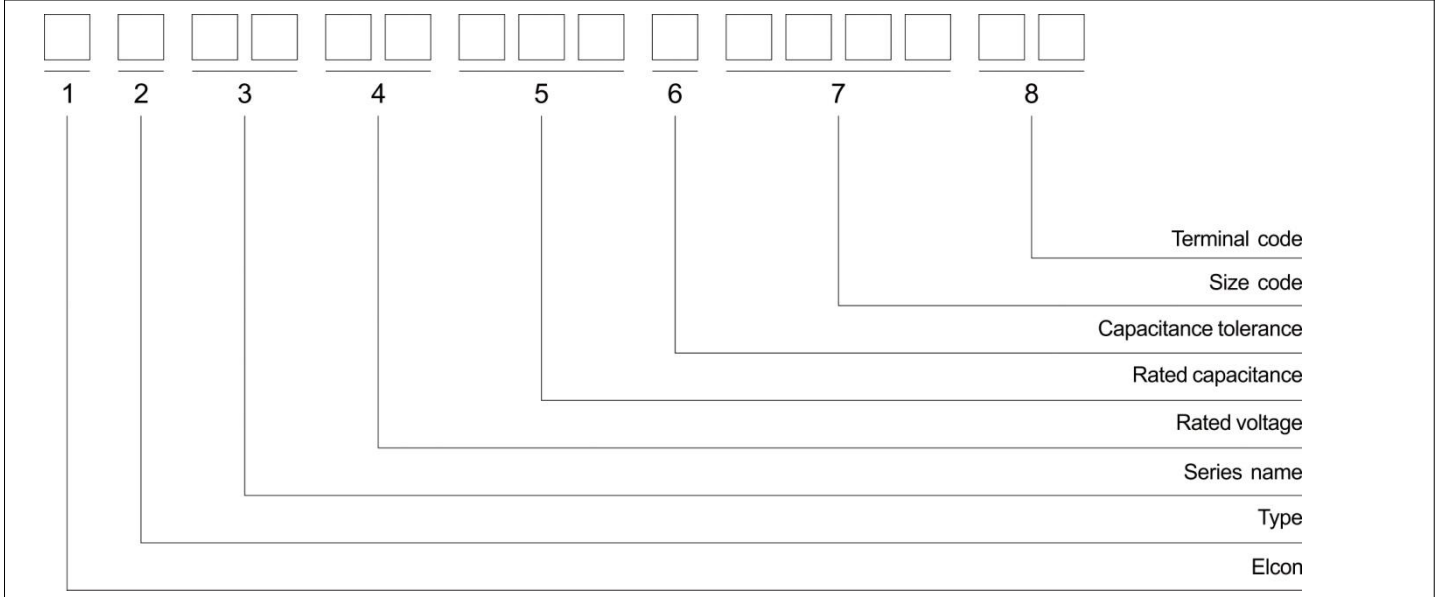 1 2 3 4 5 6 7 8
Terminal code
Size code
Capacitance tolerance
Rated capacitance
Rated voltage
Series name
Type
Elcon